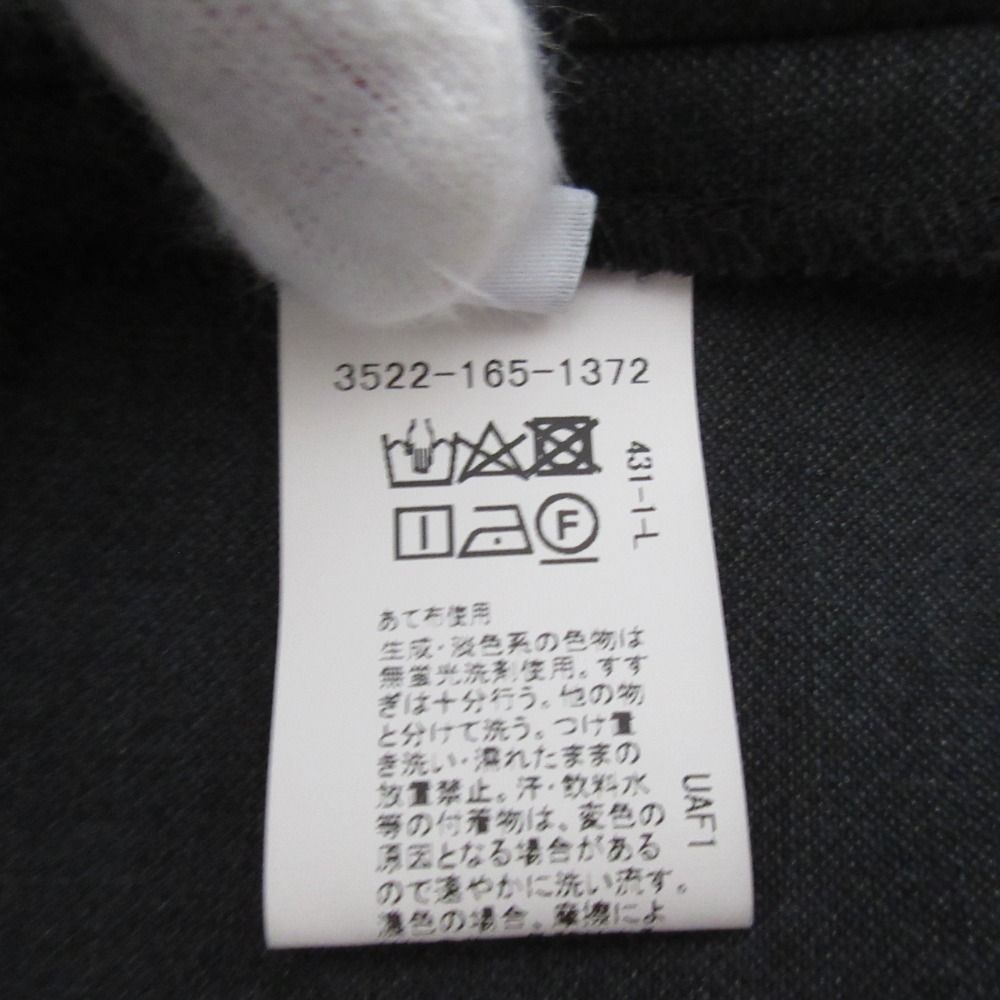 3522-165-1372
431-1-L
F
あて布使用
生成・淡色系の色物は
無蛍光洗剤使用。すす
ぎは十分行う。他の物
と分けて洗う。つけ置
き洗い・濡れたままの
放置禁止。汗・飲料水
等の付着物は、変色の
原因となる場合がある
ので速やかに洗い流す。
濃色の場合、摩擦によ
UAF1